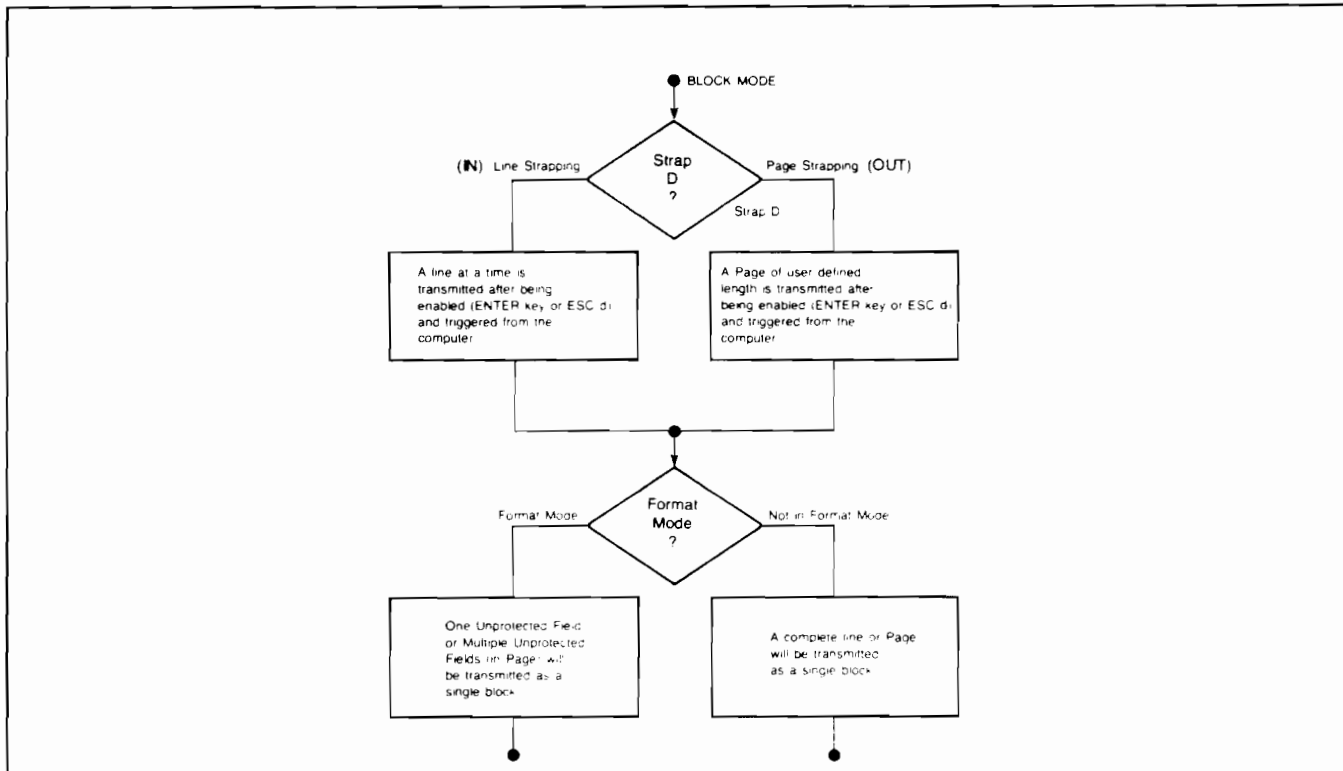 BLOCK MODE
(IN) Line Strapping
Strap
D
?
Page Strapping (OUT)
Strap D
A line at a time is
transmitted after being
enabled (ENTER key or ESC d)
and triggered from the
computer
A Page of user defined
length is transmitted after
being enabled (ENTER key or ESC d)
and triggered from the
computer
Format Mode
Format
Mode
?
Not in Format Mode
One Unprotected Field
or Multiple Unprotected
Fields (in Page) will
be transmitted as a
single block
A complete line or Page
will be transmitted
as a single block